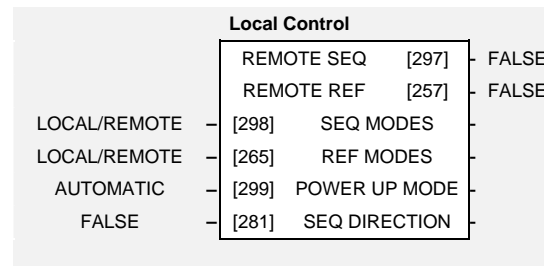 Local Control
REMOTE SEQ [297] – FALSE
REMOTE REF [257] – FALSE
LOCAL/REMOTE – [298] SEQ MODES –
LOCAL/REMOTE – [265] REF MODES –
AUTOMATIC – [299] POWER UP MODE –
FALSE – [281] SEQ DIRECTION –